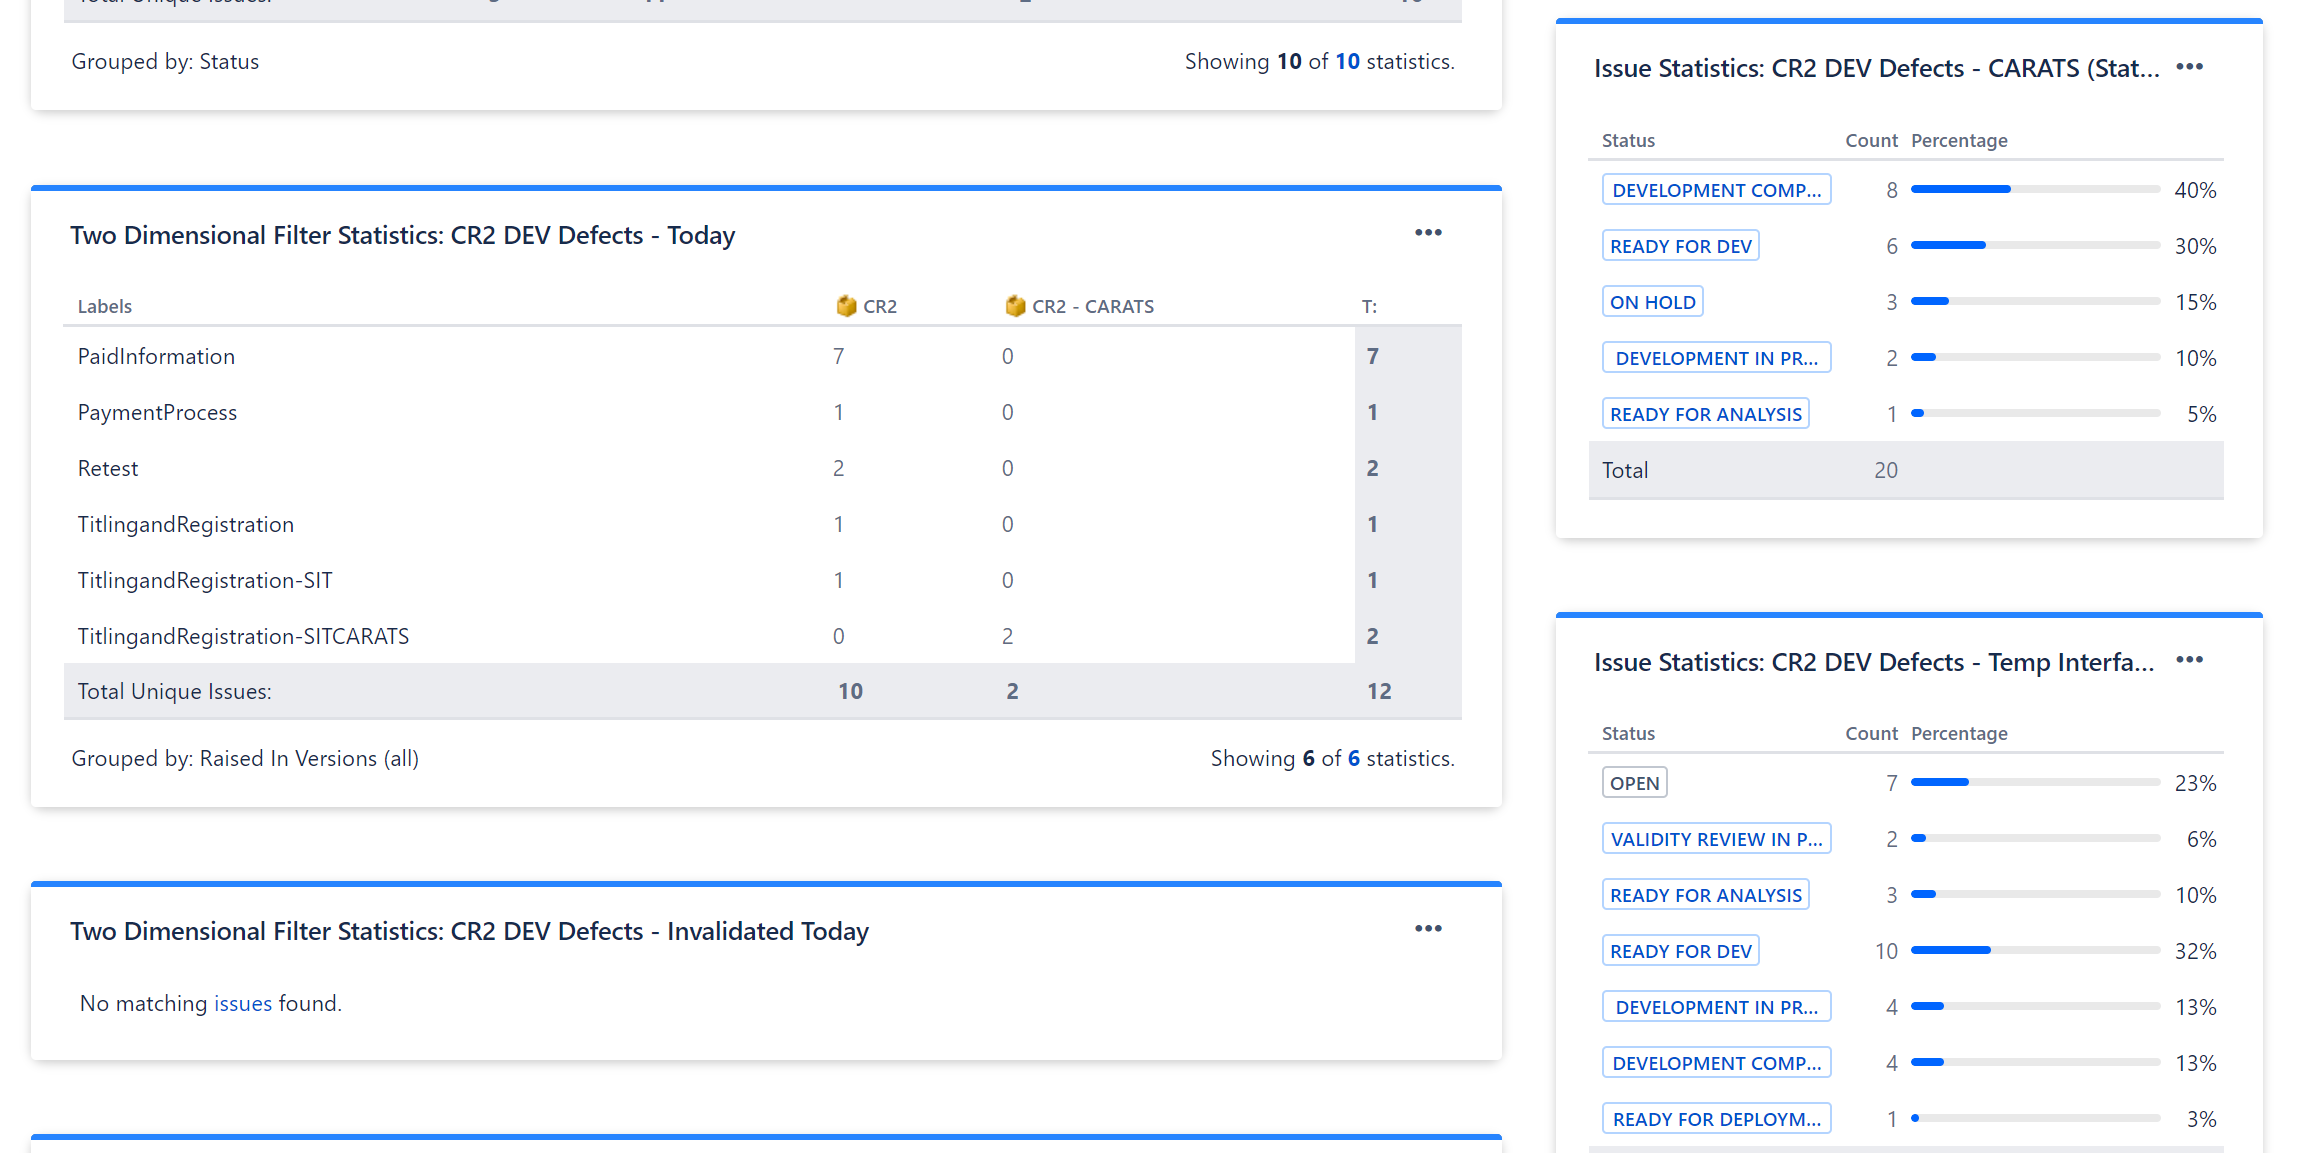 Total Unique Issues:
Grouped by: Status
Showing 10 of 10 statistics.
Two Dimensional Filter Statistics: CR2 DEV Defects - Today
Labels CR2 CR2 - CARATS T:
PaidInformation 7 0 7
PaymentProcess 1 0 1
Retest 2 0 2
TitlingandRegistration 1 0 1
TitlingandRegistration-SIT 1 0 1
TitlingandRegistration-SITCARATS 0 2 2
Total Unique Issues: 10 2 12
Grouped by: Raised In Versions (all)
Showing 6 of 6 statistics.
Two Dimensional Filter Statistics: CR2 DEV Defects - Invalidated Today
No matching issues found.
Issue Statistics: CR2 DEV Defects - CARATS (Stat...
Status Count Percentage
DEVELOPMENT COMP... 8 40%
READY FOR DEV 6 30%
ON HOLD 3 15%
DEVELOPMENT IN PR... 2 10%
READY FOR ANALYSIS 1 5%
Total 20
Issue Statistics: CR2 DEV Defects - Temp Interfa...
Status Count Percentage
OPEN 7 23%
VALIDITY REVIEW IN P... 2 6%
READY FOR ANALYSIS 3 10%
READY FOR DEV 10 32%
DEVELOPMENT IN PR... 4 13%
DEVELOPMENT COMP... 4 13%
READY FOR DEPLOYM... 1 3%